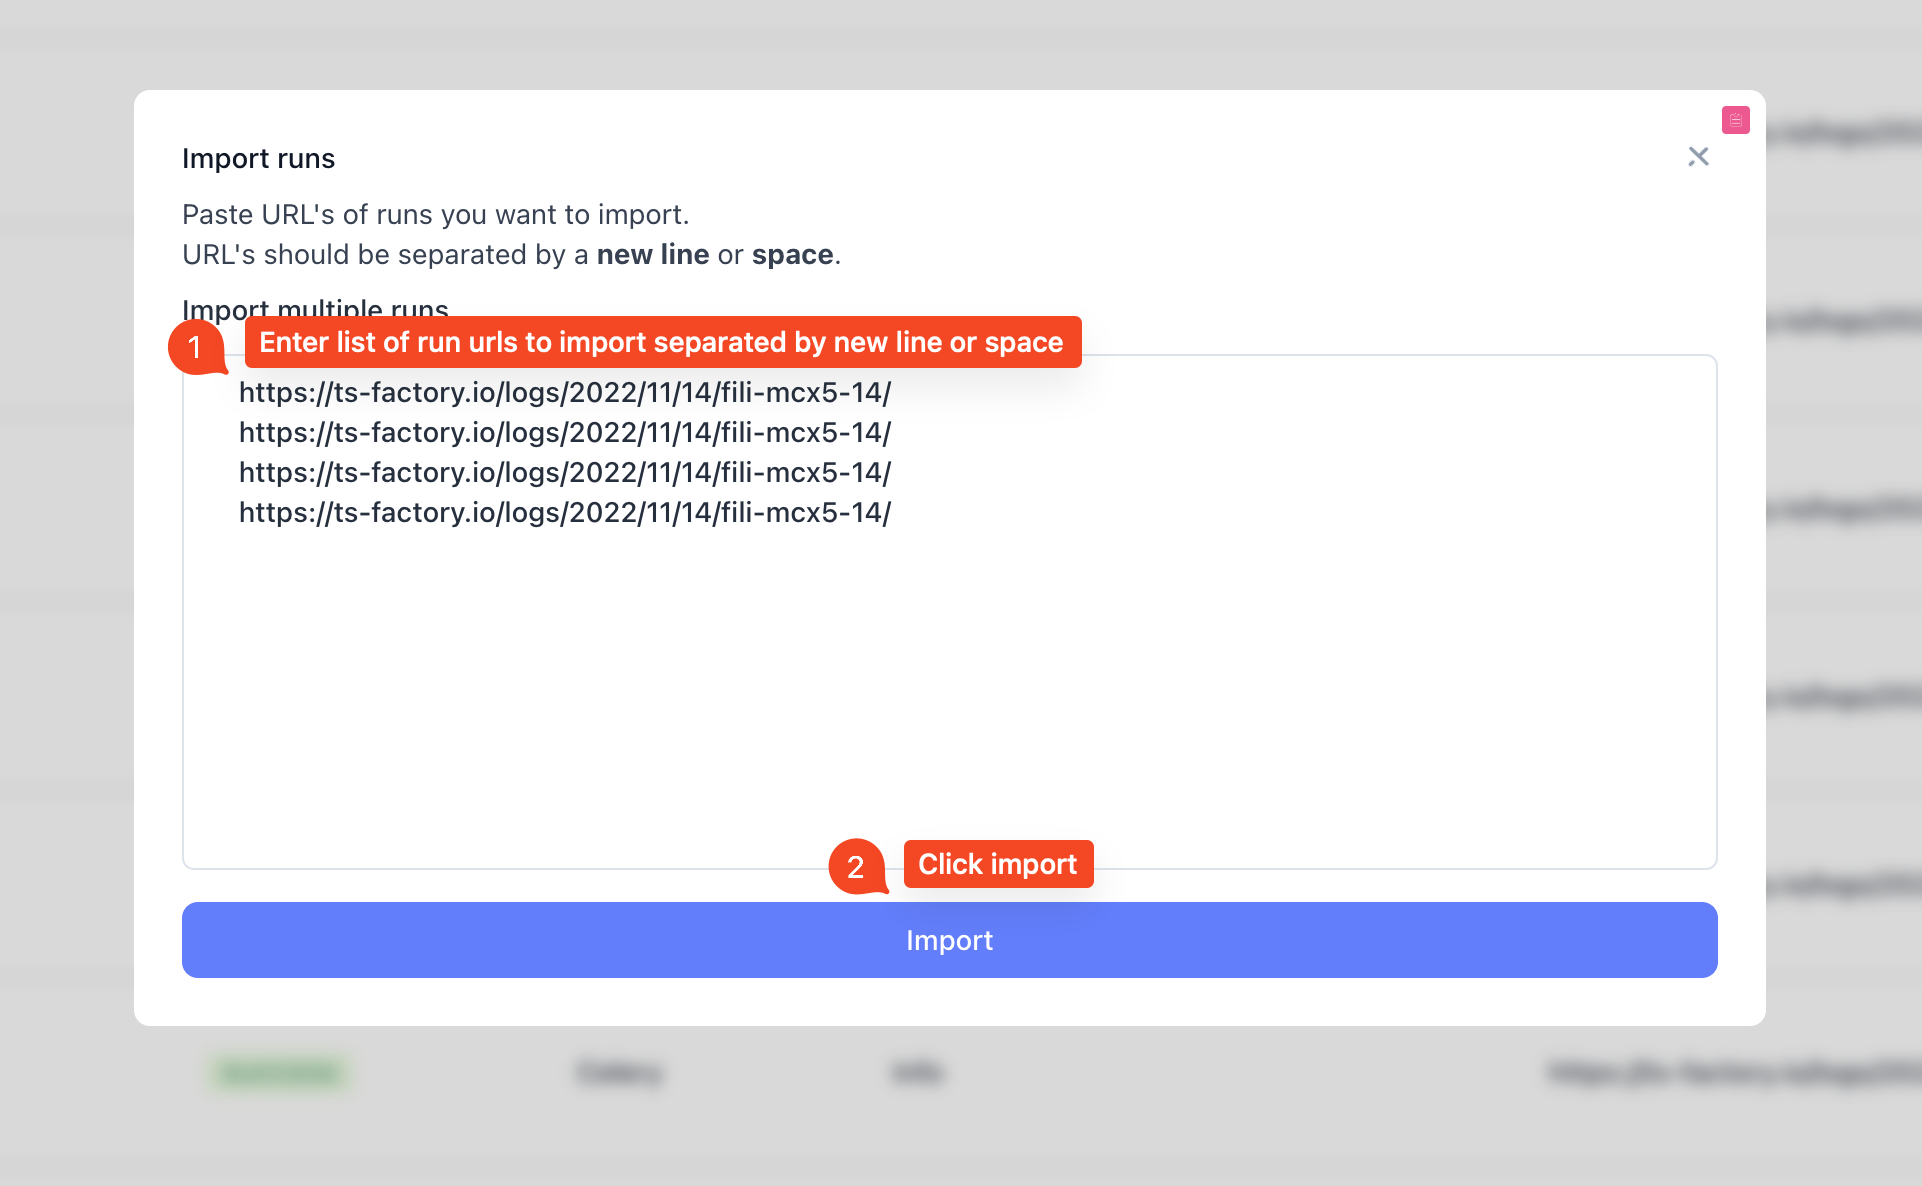 Import runs
Paste URL's of runs you want to import.
URL's should be separated by a new line or space.
Import multiple runs
1 Enter list of run urls to import separated by new line or space
https://ts-factory.io/logs/2022/11/14/fili-mcx5-14/
https://ts-factory.io/logs/2022/11/14/fili-mcx5-14/
https://ts-factory.io/logs/2022/11/14/fili-mcx5-14/
https://ts-factory.io/logs/2022/11/14/fili-mcx5-14/
2 Click import
Import